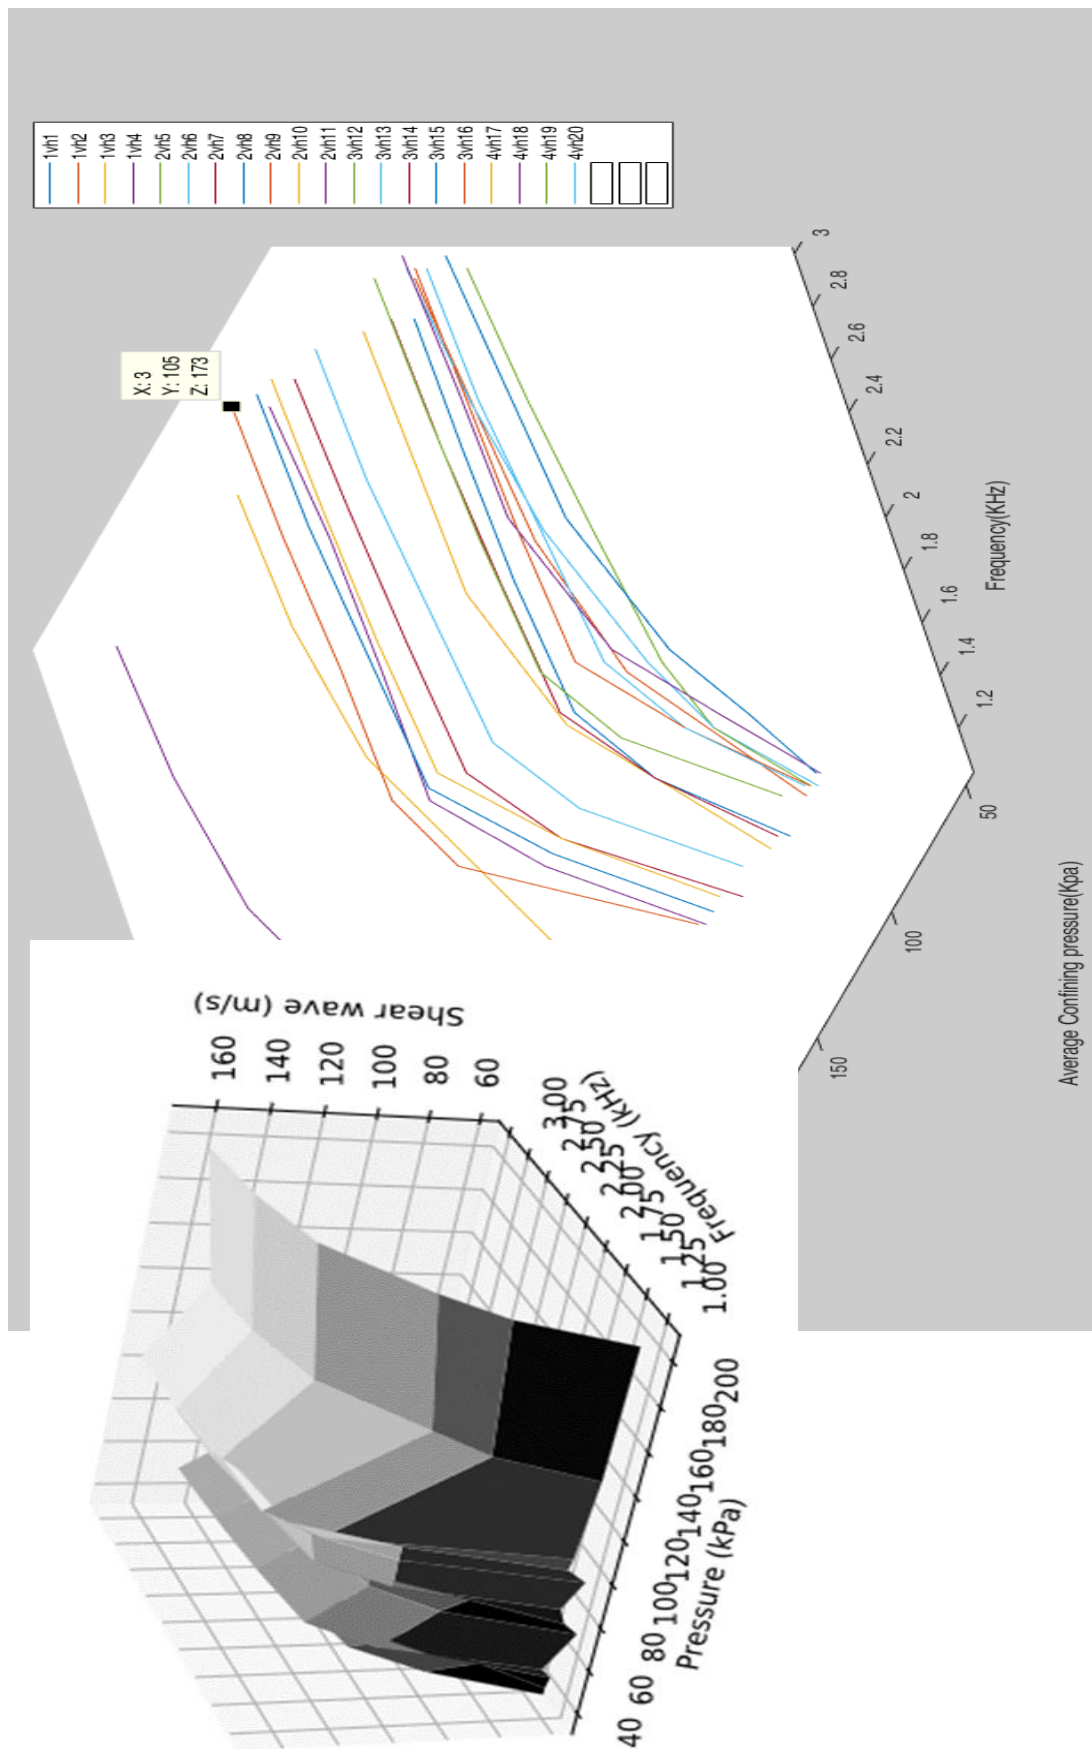 1vh1
1vh2
1vh3
1vh4
2vh5
2vh6
2vh7
2vh8
2vh9
2vh10
2vh11
3vh12
3vh13
3vh14
3vh15
3vh16
4vh17
4vh18
4vh19
4vh20
X: 3
Y: 105
Z: 173
3
2.8
2.6
2.4
2.2
2
1.8
1.6
1.4
1.2
Frequency(KHz)
50
100
150
Average Confining pressure(Kpa)
Shear wave (m/s)
160
140
120
100
80
60
3.00
2.75
2.50
2.25
2.00
1.75
1.50
1.25
1.00
Frequency (kHz)
200
180
160
140
120
100
80
60
40
Pressure (kPa)